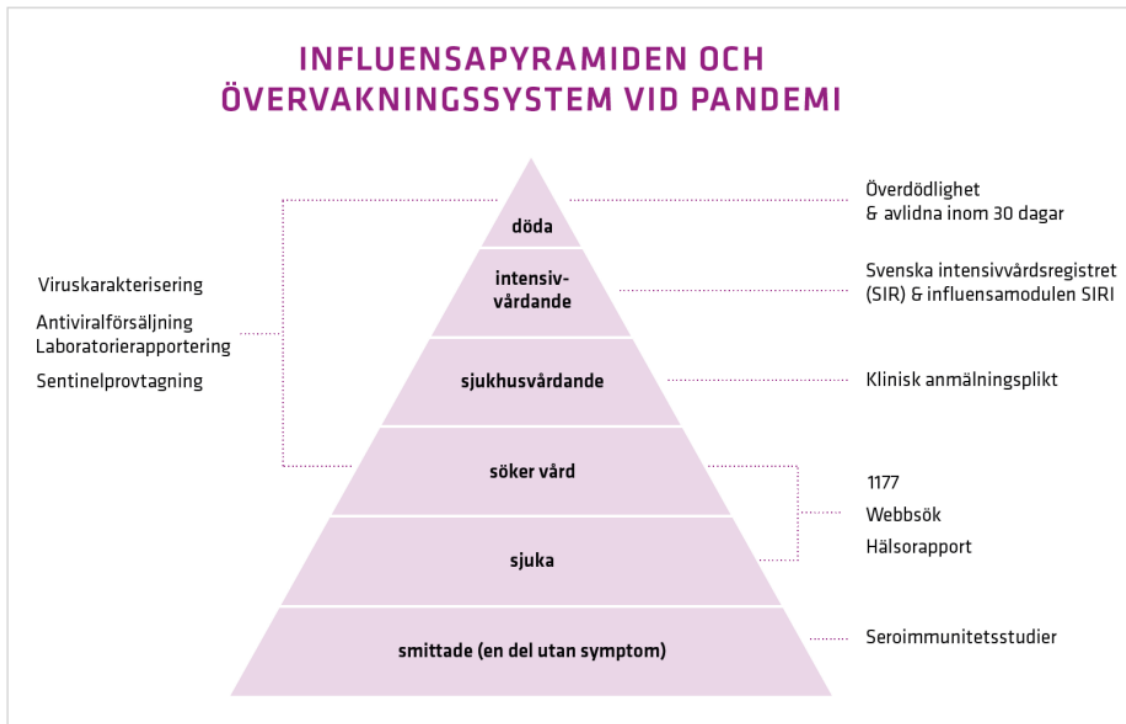 INFLUENSAPYRAMIDEN OCH
ÖVERVAKNINGSSYSTEM VID PANDEMI
döda
intensiv-
vårdande
sjukhusvårdande
söker vård
sjuka
smittade (en del utan symptom)
Viruskarakterisering
Antiviralförsäljning
Laboratorierapportering
Sentinelprovtagning
Överdödlighet
& avlidna inom 30 dagar
Svenska intensivvårdsregistret
(SIR) & influensamodulen SIRI
Klinisk anmälningsplikt
1177
Webbsök
Hälsorapport
Seroimmunitetsstudier